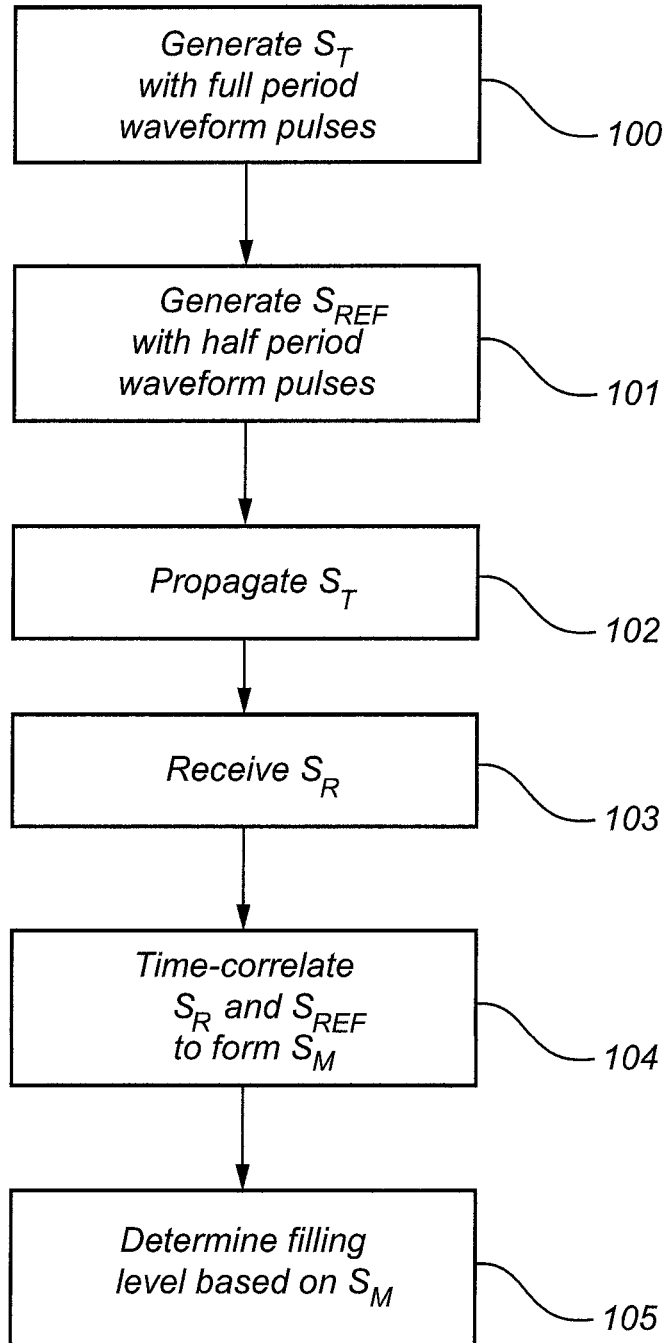 Generate S_T
with full period
waveform pulses
100
Generate S_REF
with half period
waveform pulses
101
Propagate S_T
102
Receive S_R
103
Time-correlate
S_R and S_REF
to form S_M
104
Determine filling
level based on S_M
105